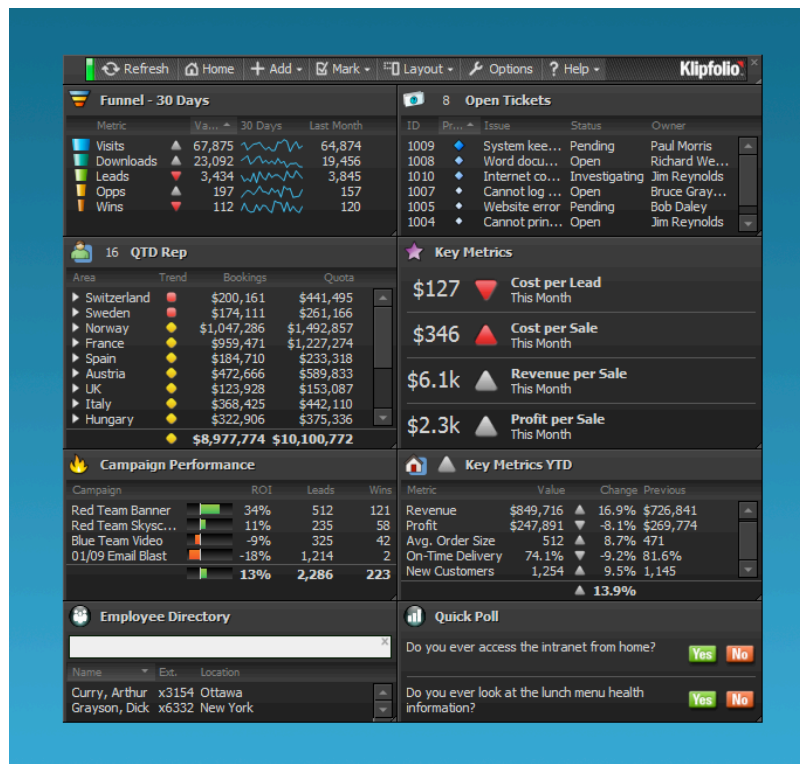 Refresh Home Add Mark Layout Options ? Help Klipfolio
Funnel - 30 Days
Metric Va... 30 Days Last Month
Visits 67,875 64,874
Downloads 23,092 19,456
Leads 3,434 3,845
Opps 197 157
Wins 112 120
8 Open Tickets
ID Pr... Issue Status Owner
1009 System kee... Pending Paul Morris
1008 Word docu... Open Richard We...
1010 Internet co... Investigating Jim Reynolds
1007 Cannot log ... Open Bruce Gray...
1005 Website error Pending Bob Daley
1004 Cannot prin... Open Jim Reynolds
16 QTD Rep
Area Trend Bookings Quota
Switzerland $200,161 $441,495
Sweden $174,111 $261,166
Norway $1,047,286 $1,492,857
France $959,471 $1,227,274
Spain $184,710 $233,318
Austria $472,666 $589,833
UK $123,928 $153,087
Italy $368,425 $442,110
Hungary $322,906 $375,336
$8,977,774 $10,100,772
Key Metrics
$127 Cost per Lead
This Month
$346 Cost per Sale
This Month
$6.1k Revenue per Sale
This Month
$2.3k Profit per Sale
This Month
Campaign Performance
Campaign ROI Leads Wins
Red Team Banner 34% 512 121
Red Team Skysc... 11% 235 58
Blue Team Video -9% 325 42
01/09 Email Blast -18% 1,214 2
13% 2,286 223
Key Metrics YTD
Metric Value Change Previous
Revenue $849,716 16.9% $726,841
Profit $247,891 -8.1% $269,774
Avg. Order Size 512 8.7% 471
On-Time Delivery 74.1% -9.2% 81.6%
New Customers 1,254 9.5% 1,145
13.9%
Employee Directory
Name Ext. Location
Curry, Arthur x3154 Ottawa
Grayson, Dick x6332 New York
Quick Poll
Do you ever access the intranet from home? Yes No
Do you ever look at the lunch menu health
information? Yes No